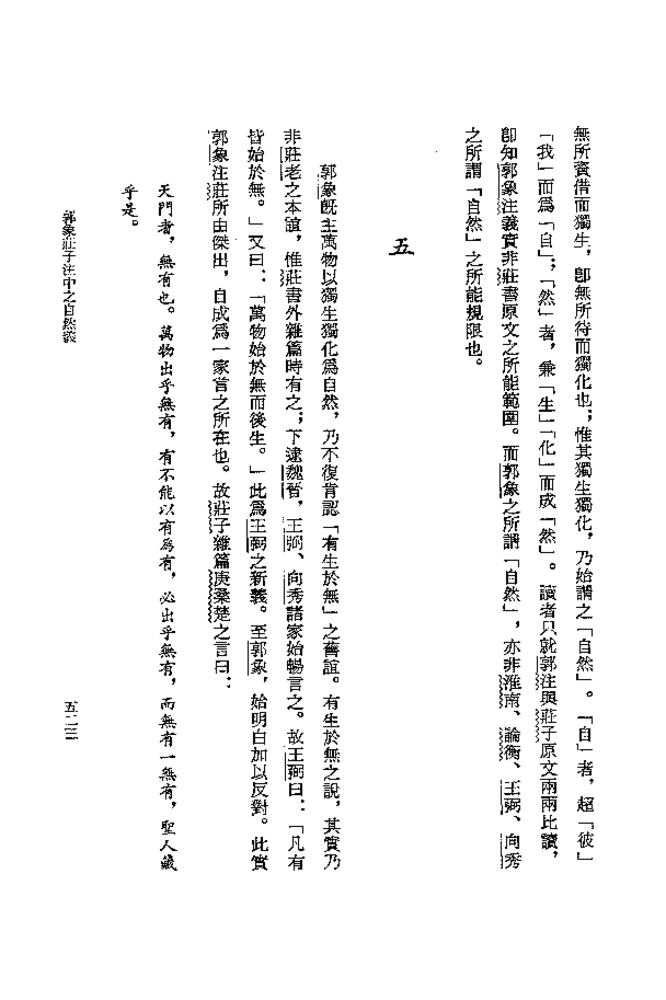 無所資借而獨生，卽無所待而獨化也；惟其獨生獨化，乃始謂之「自然」。「自」者，超「彼」
「我」而爲「自」；「然」者，兼「生」「化」而成「然」。讀者只就郭注與莊子原文兩兩比讀，
卽知郭象注義實非莊書原文之所能範圍。而郭象之所謂「自然」，亦非淮南、論衡、王弼、向秀
之所謂「自然」之所能規限也。
五
郭象旣主萬物以獨生獨化爲自然，乃不復肯認「有生於無」之舊誼。有生於無之說，其實乃
非莊老之本誼，惟莊書外雜篇時有之；下逮魏晉，王弼、向秀諸家始暢言之。故王弼曰：「凡有
皆始於無。」又曰：「萬物始於無而後生。」此爲王弼之新義。至郭象，始明白加以反對。此實
郭象注莊所由傑出，自成爲一家言之所在也。故莊子雜篇庚桑楚之言曰：
天門者，無有也。萬物出乎無有，有不能以有爲有，必出乎無有，而無有一無有，聖人藏
乎是。
郭象莊子注中之自然義
五二三